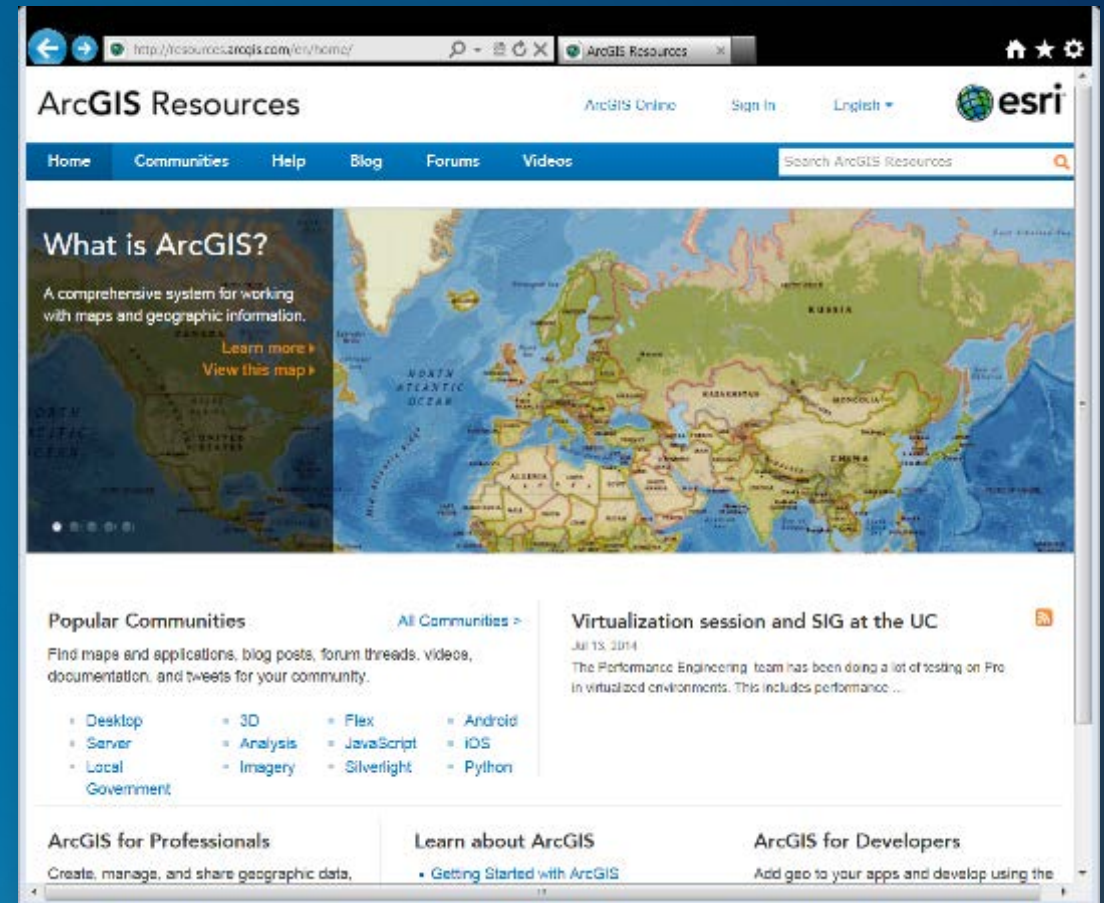 http://resources.arcgis.com/en/home/
ArcGIS Resources
ArcGIS Resources
ArcGIS Online
Sign In
English
esri
Home
Communities
Help
Blog
Forums
Videos
Search ArcGIS Resources
What is ArcGIS?
A comprehensive system for working
with maps and geographic information.
Learn more
View this map
NORTH
ATLANTIC
OCEAN
RUSSIA
KAZAKHSTAN
MONGOLIA
CHINA
ALGERIA
UNITED
STATES
Popular Communities
All Communities >
Find maps and applications, blog posts, forum threads, videos,
documentation, and tweets for your community.
Desktop
Server
Local
Government
3D
Analysis
Imagery
Flex
JavaScript
Silverlight
Android
iOS
Python
Virtualization session and SIG at the UC
Jul 13, 2014
The Performance Engineering team has been doing a lot of testing on Pro
in virtualized environments. This includes performance ...
ArcGIS for Professionals
Create, manage, and share geographic data,
Learn about ArcGIS
Getting Started with ArcGIS
ArcGIS for Developers
Add geo to your apps and develop using the